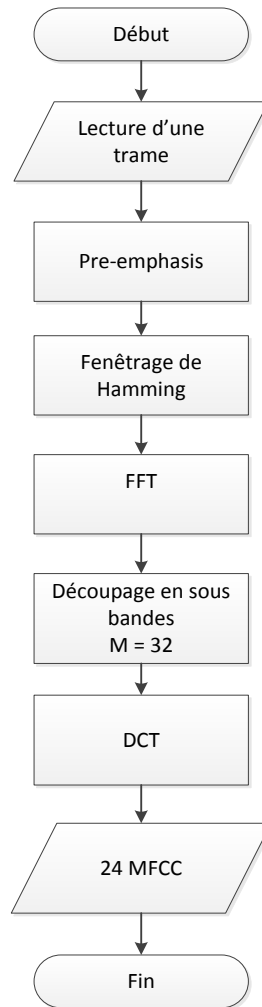 Début
Lecture d’une
trame
Pre-emphasis
Fenêtrage de
Hamming
FFT
Découpage en sous
bandes
M = 32
DCT
24 MFCC
Fin